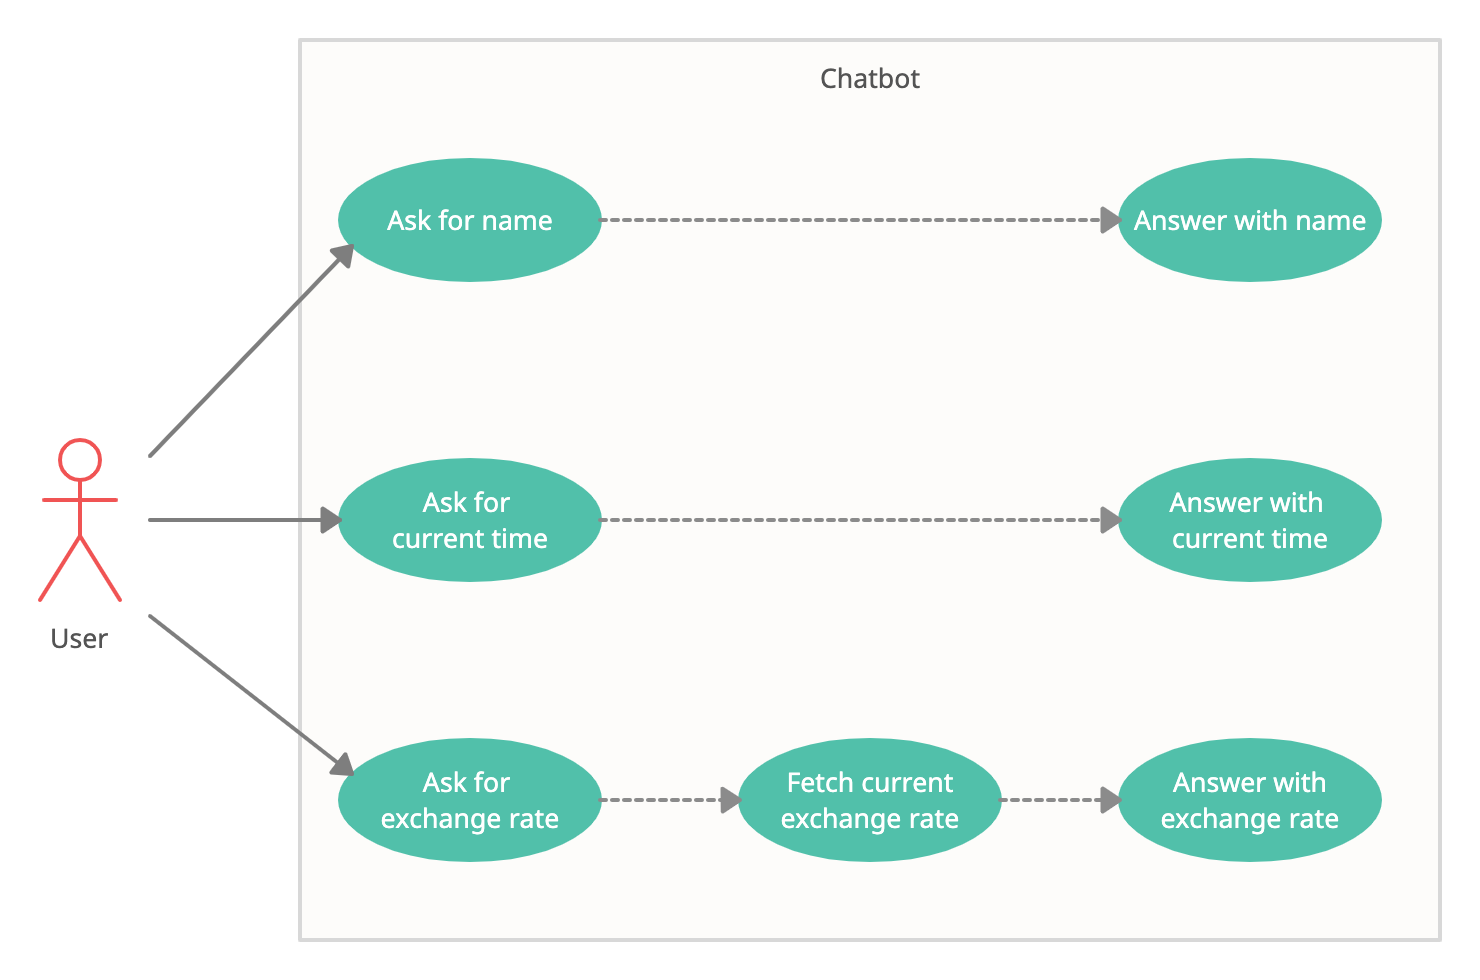 Chatbot
Ask for name
Answer with name
Ask for
current time
Answer with
current time
User
Ask for
exchange rate
Fetch current
exchange rate
Answer with
exchange rate